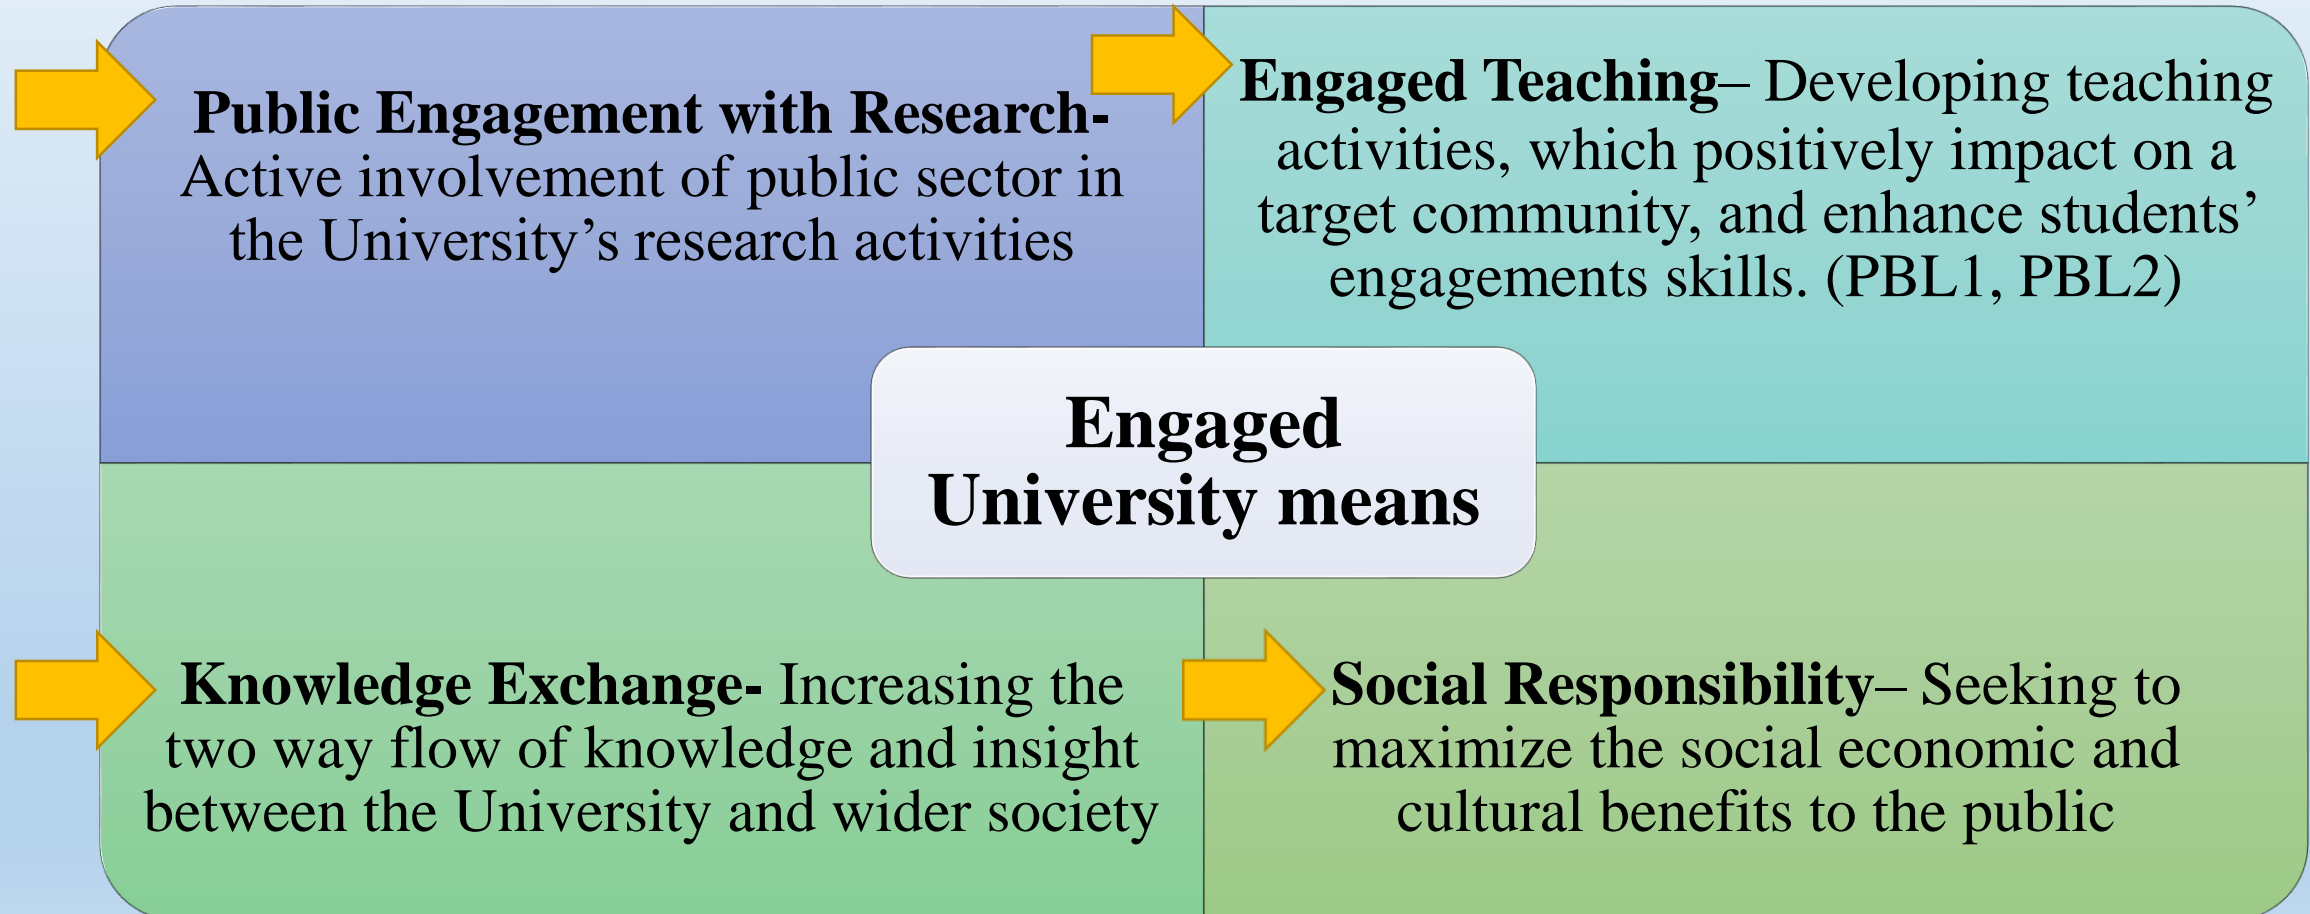 Public Engagement with Research-
Active involvement of public sector in
the University’s research activities
Engaged Teaching– Developing teaching
activities, which positively impact on a
target community, and enhance students’
engagements skills. (PBL1, PBL2)
Engaged
University means
Knowledge Exchange- Increasing the
two way flow of knowledge and insight
between the University and wider society
Social Responsibility– Seeking to
maximize the social economic and
cultural benefits to the public